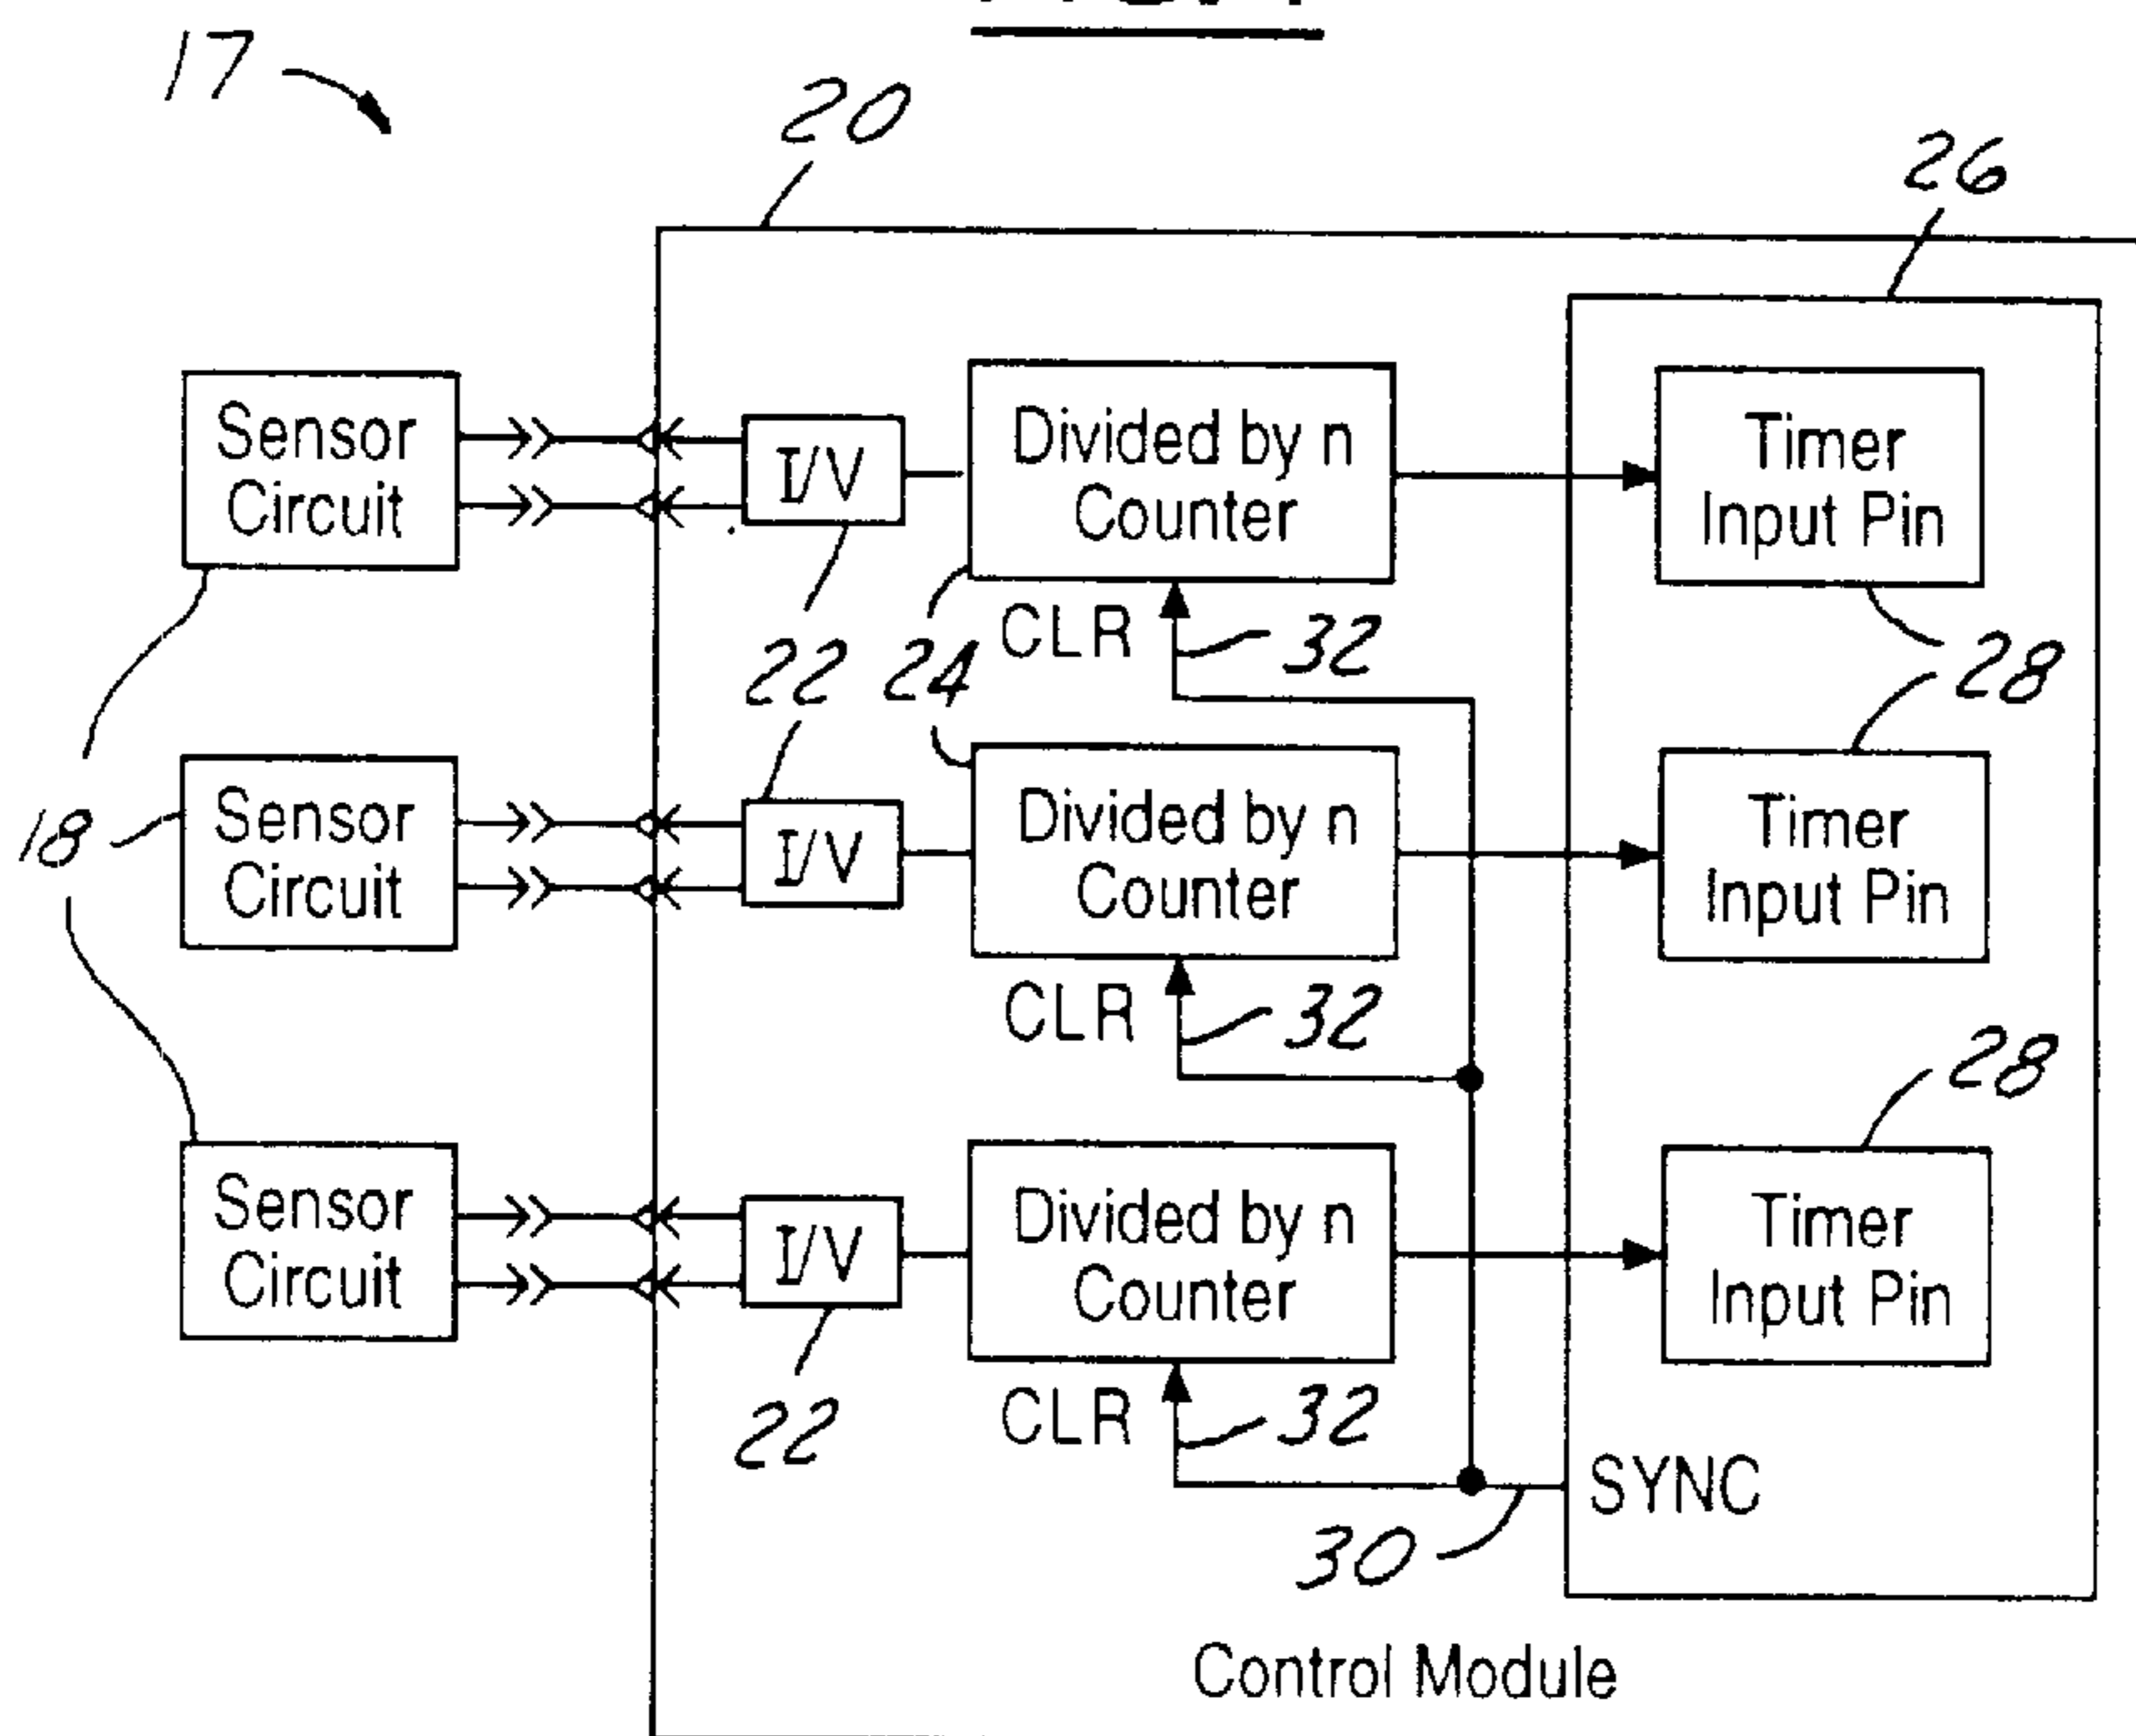 17
20
26
Sensor
Circuit
I/V
Divided by n
Counter
Timer
Input Pin
CLR
32
22
24
28
18
Sensor
Circuit
I/V
Divided by n
Counter
Timer
Input Pin
CLR
32
28
Sensor
Circuit
I/V
Divided by n
Counter
Timer
Input Pin
CLR
32
22
SYNC
30
Control Module